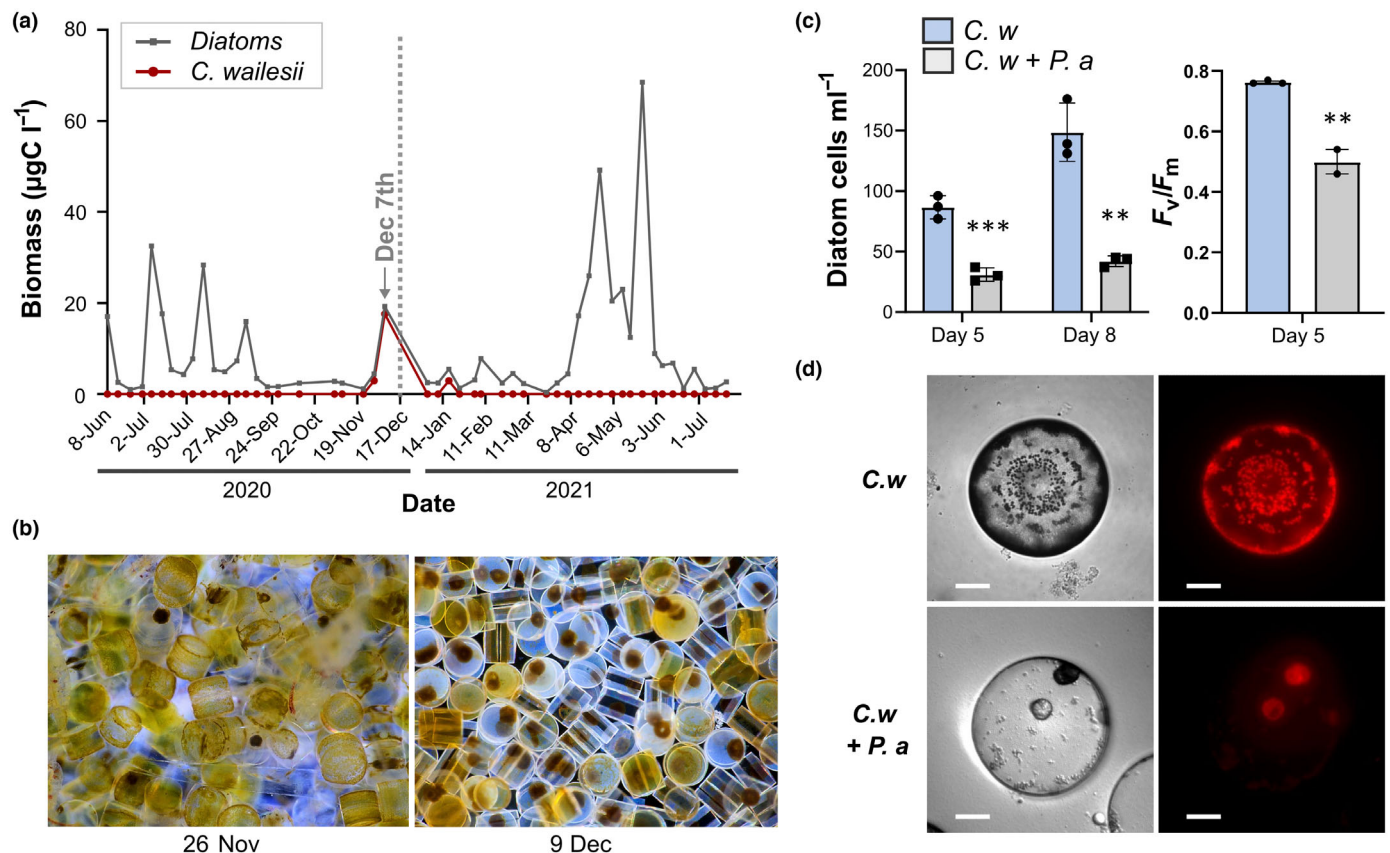 (a)
80
60
40
20
0
Biomass (µgC l⁻¹)
Diatoms
C. wailesii
Dec 7th
8-Jun
2-Jul
30-Jul
27-Aug
24-Sep
22-Oct
19-Nov
17-Dec
14-Jan
11-Feb
11-Mar
8-Apr
6-May
3-Jun
1-Jul
2020
2021
Date
(b)
26 Nov
9 Dec
(c)
C. w
C. w + P. a
Diatom cells ml⁻¹
200
150
100
50
0
***
**
Day 5
Day 8
Fv/Fm
0.8
0.6
0.4
0.2
0.0
**
Day 5
(d)
C.w
C.w
+ P. a